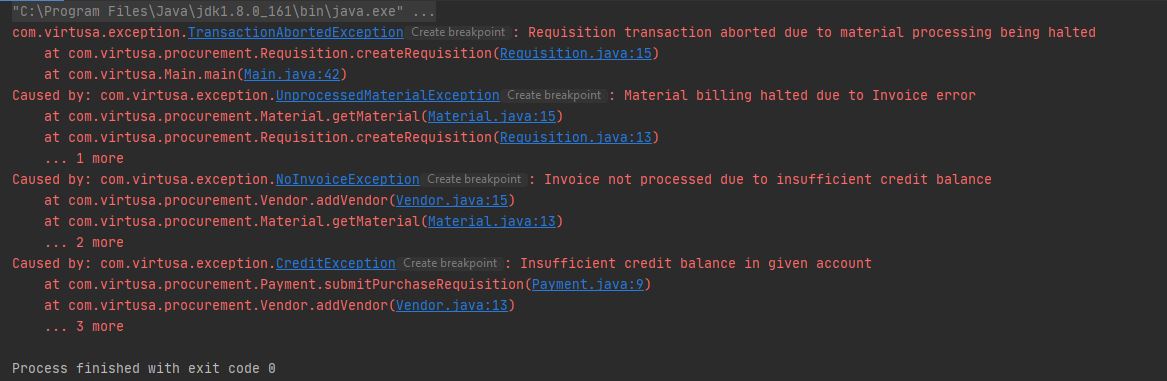 "C:\Program Files\Java\jdk1.8.0_161\bin\java.exe" ...
com.virtusa.exception.TransactionAbortedException Create breakpoint : Requisition transaction aborted due to material processing being halted
    at com.virtusa.procurement.Requisition.createRequisition(Requisition.java:15)
    at com.virtusa.Main.main(Main.java:42)
Caused by: com.virtusa.exception.UnprocessedMaterialException Create breakpoint : Material billing halted due to Invoice error
    at com.virtusa.procurement.Material.getMaterial(Material.java:15)
    at com.virtusa.procurement.Requisition.createRequisition(Requisition.java:13)
    ... 1 more
Caused by: com.virtusa.exception.NoInvoiceException Create breakpoint : Invoice not processed due to insufficient credit balance
    at com.virtusa.procurement.Vendor.addVendor(Vendor.java:15)
    at com.virtusa.procurement.Material.getMaterial(Material.java:13)
    ... 2 more
Caused by: com.virtusa.exception.CreditException Create breakpoint : Insufficient credit balance in given account
    at com.virtusa.procurement.Payment.submitPurchaseRequisition(Payment.java:9)
    at com.virtusa.procurement.Vendor.addVendor(Vendor.java:13)
    ... 3 more

Process finished with exit code 0